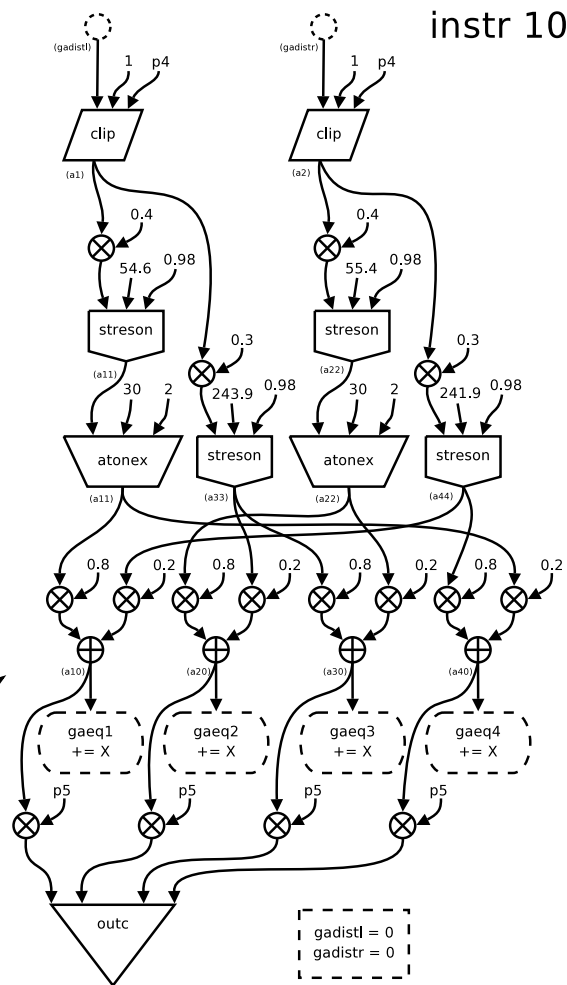 instr 10
(gadistl)
(gadistr)
1 p4
1 p4
clip
clip
(a1)
(a2)
0.4
0.4
54.6 0.98
55.4 0.98
streson
streson
0.3
0.3
(a11)
(a22)
30 2
243.9 0.98
30 2
241.9 0.98
atonex
streson
atonex
streson
(a11)
(a33)
(a22)
(a44)
0.8 0.2 0.8 0.2 0.8 0.2 0.8 0.2
(a10)
(a20)
(a30)
(a40)
gaeq1
+= X
gaeq2
+= X
gaeq3
+= X
gaeq4
+= X
p5
p5
p5
p5
outc
gadistl = 0
gadistr = 0